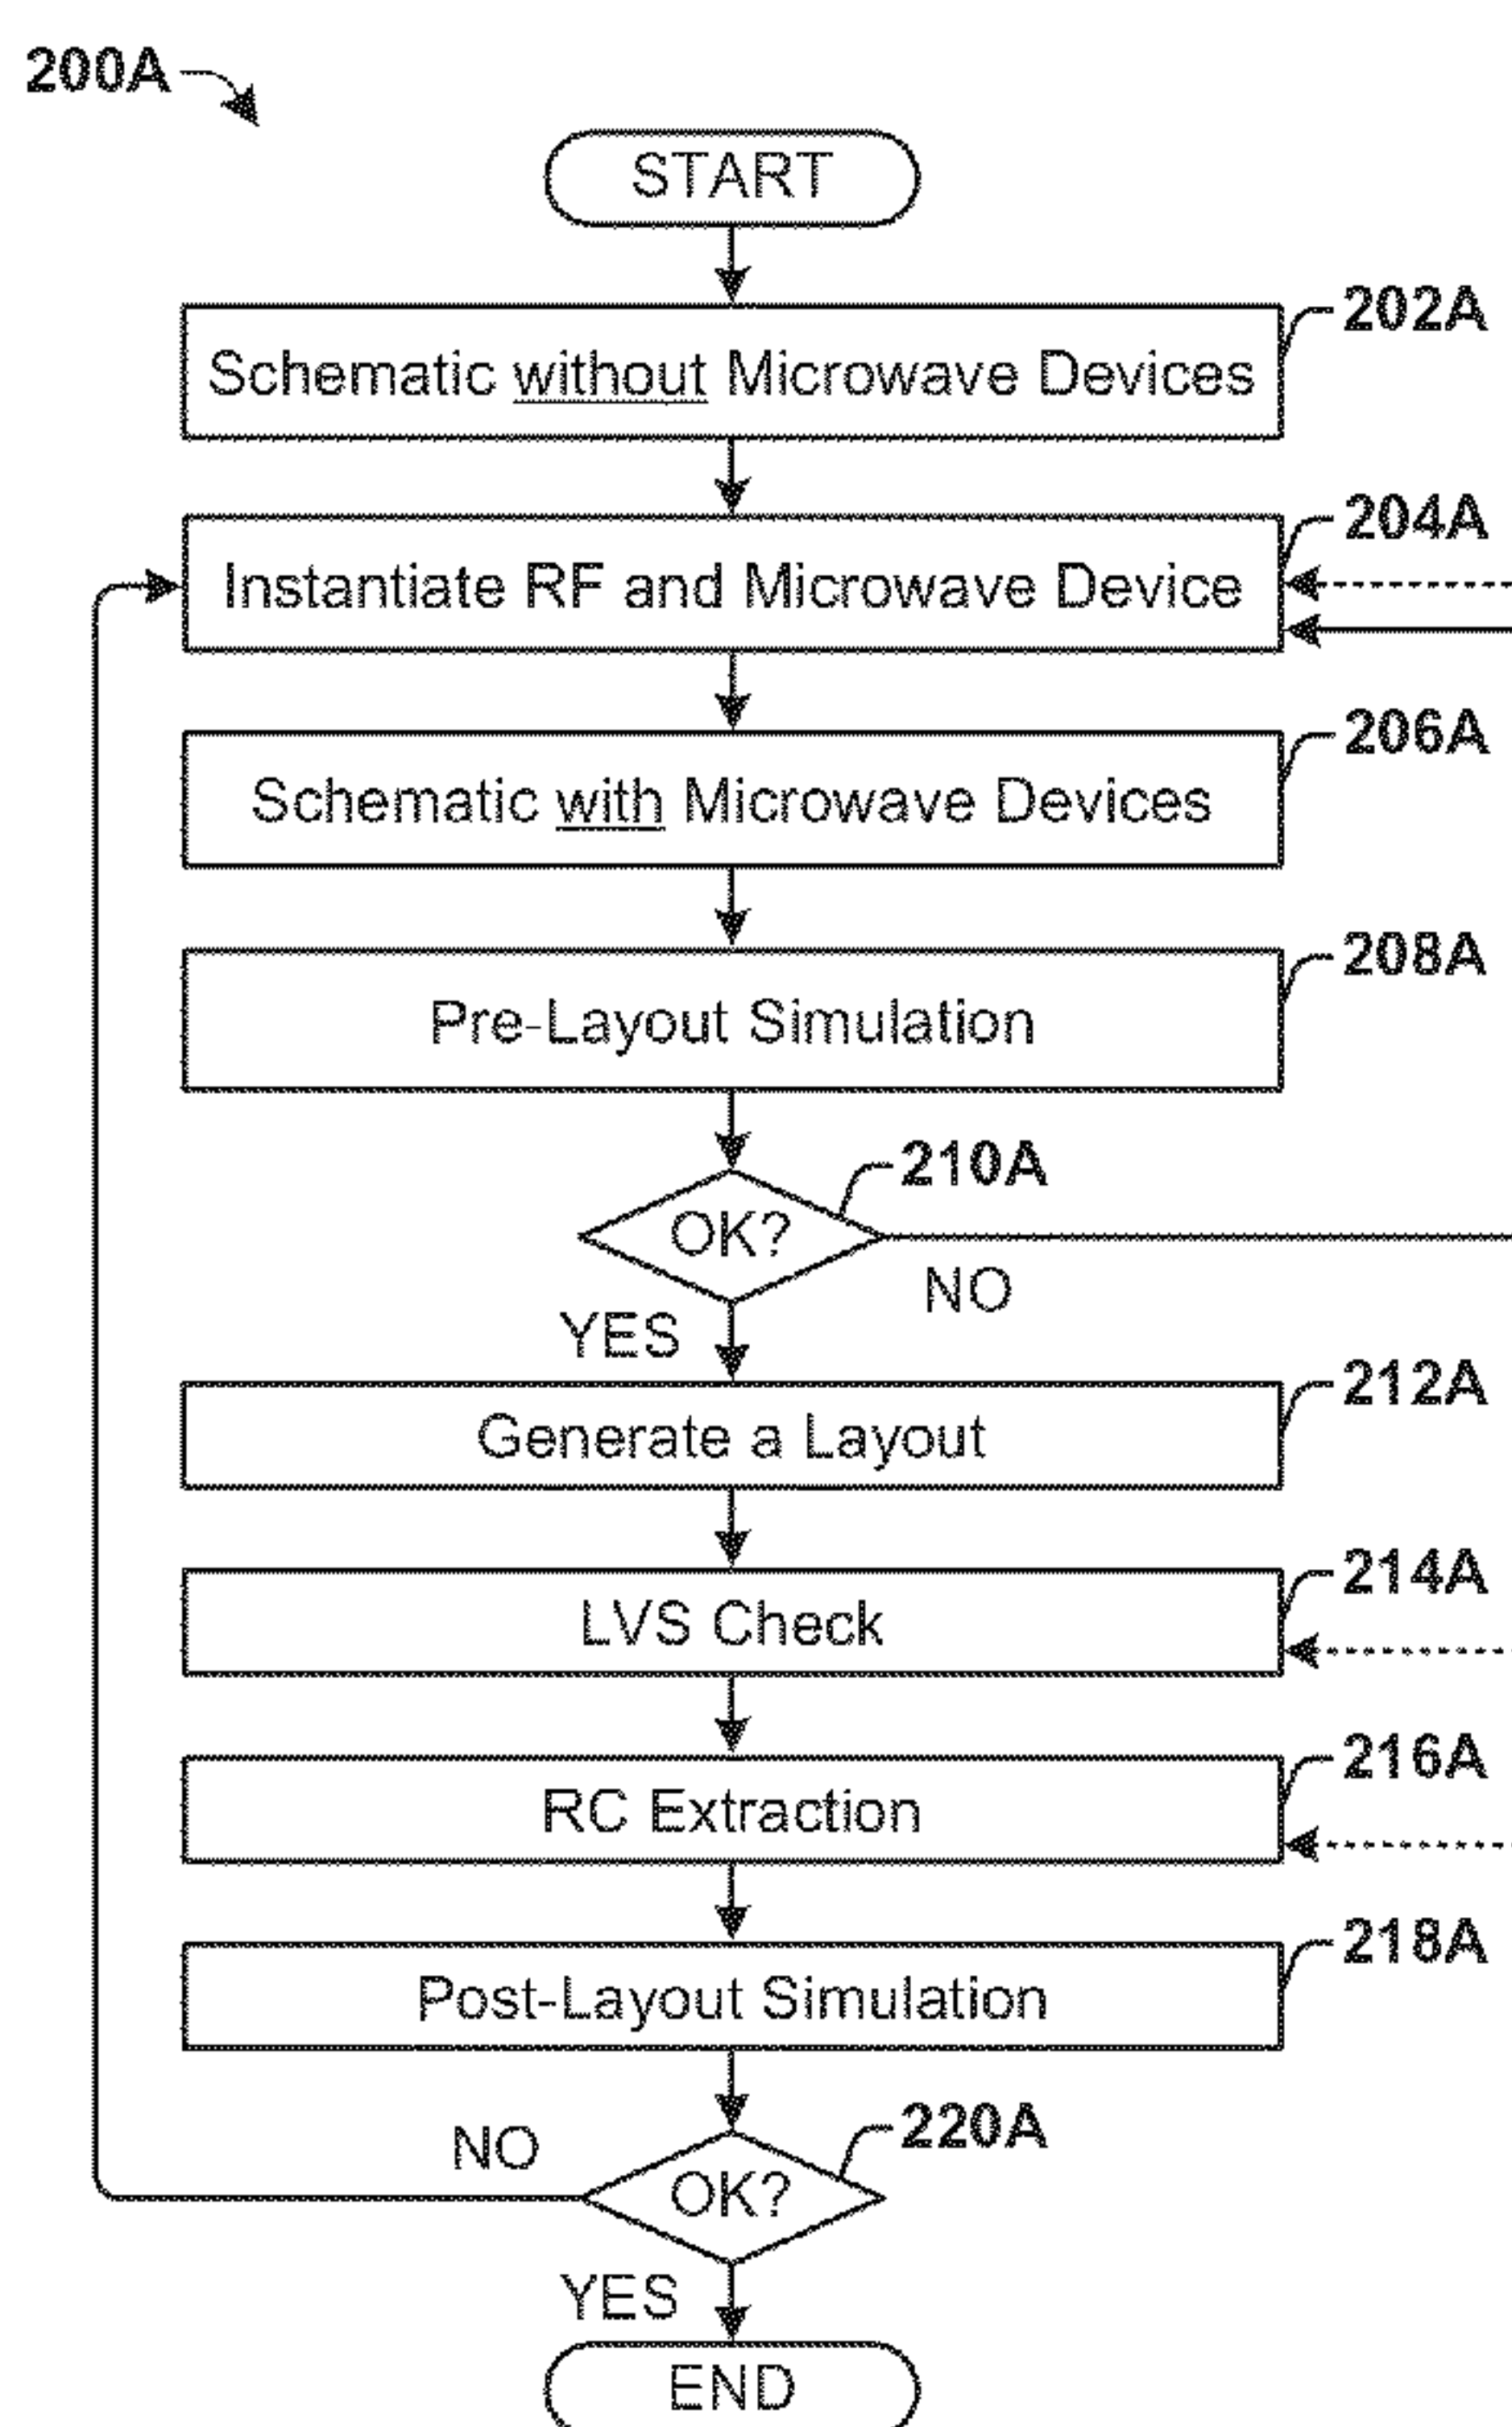 200A
START
202A
Schematic without Microwave Devices
204A
Instantiate RF and Microwave Device
206A
Schematic with Microwave Devices
208A
Pre-Layout Simulation
210A
OK?
NO
YES
212A
Generate a Layout
214A
LVS Check
216A
RC Extraction
218A
Post-Layout Simulation
220A
NO
OK?
YES
END